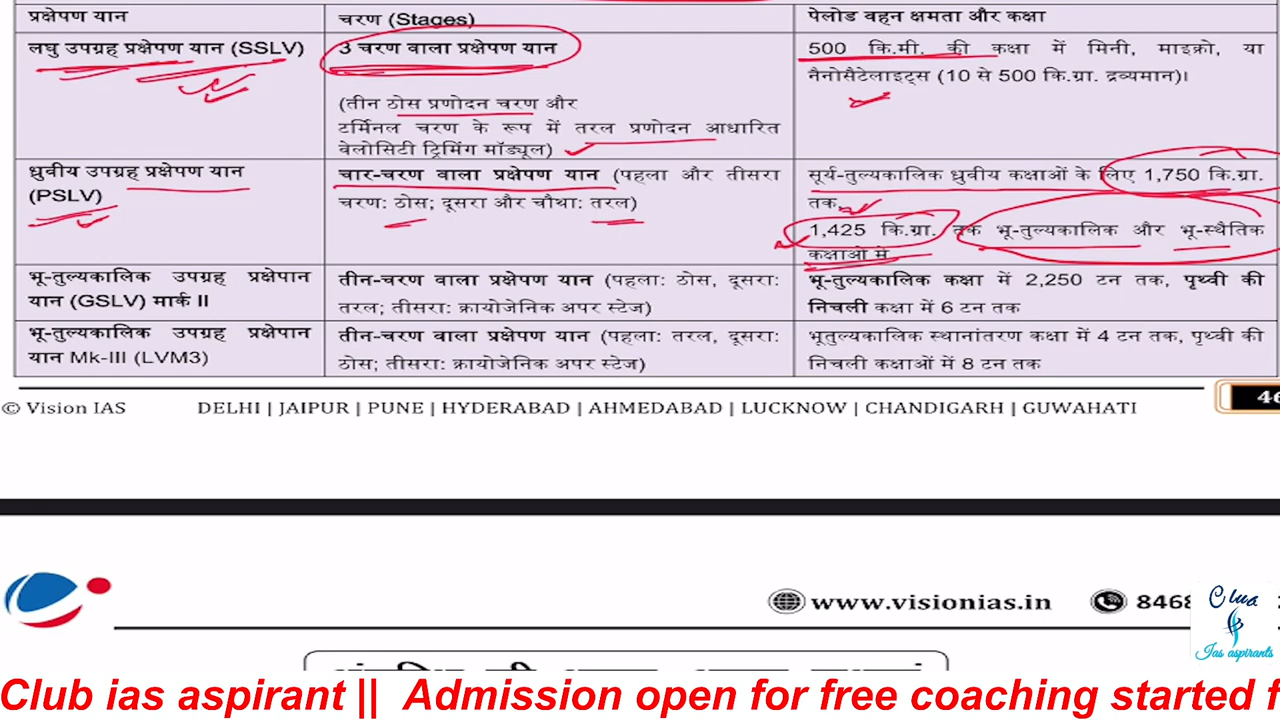 प्रक्षेपण यान
चरण (Stages)
पेलोड वहन क्षमता और कक्षा
लघु उपग्रह प्रक्षेपण यान (SSLV)
3 चरण वाला प्रक्षेपण यान
(तीन ठोस प्रणोदन चरण और
टर्मिनल चरण के रूप में तरल प्रणोदन आधारित
वेलोसिटी ट्रिमिंग मॉड्यूल)
500 कि.मी. की कक्षा में मिनी, माइक्रो, या
नैनोसैटेलाइट्स (10 से 500 कि.ग्रा. द्रव्यमान)।
ध्रुवीय उपग्रह प्रक्षेपण यान
(PSLV)
चार-चरण वाला प्रक्षेपण यान (पहला और तीसरा
चरण: ठोस; दूसरा और चौथा: तरल)
सूर्य-तुल्यकालिक ध्रुवीय कक्षाओं के लिए 1,750 कि.ग्रा.
तक,
1,425 कि.ग्रा. तक भू-तुल्यकालिक और भू-स्थैतिक
कक्षाओं में
भू-तुल्यकालिक उपग्रह प्रक्षेपान
यान (GSLV) मार्क II
तीन-चरण वाला प्रक्षेपण यान (पहला: ठोस, दूसरा:
तरल; तीसरा: क्रायोजेनिक अपर स्टेज)
भू-तुल्यकालिक कक्षा में 2,250 टन तक, पृथ्वी की
निचली कक्षा में 6 टन तक
भू-तुल्यकालिक उपग्रह प्रक्षेपान
यान Mk-III (LVM3)
तीन-चरण वाला प्रक्षेपण यान (पहला: तरल, दूसरा:
ठोस; तीसरा: क्रायोजेनिक अपर स्टेज)
भूतुल्यकालिक स्थानांतरण कक्षा में 4 टन तक, पृथ्वी की
निचली कक्षाओं में 8 टन तक
© Vision IAS
DELHI | JAIPUR | PUNE | HYDERABAD | AHMEDABAD | LUCKNOW | CHANDIGARH | GUWAHATI
46
www.visionias.in
8468
Club
Ias aspirants
Club ias aspirant || Admission open for free coaching started f